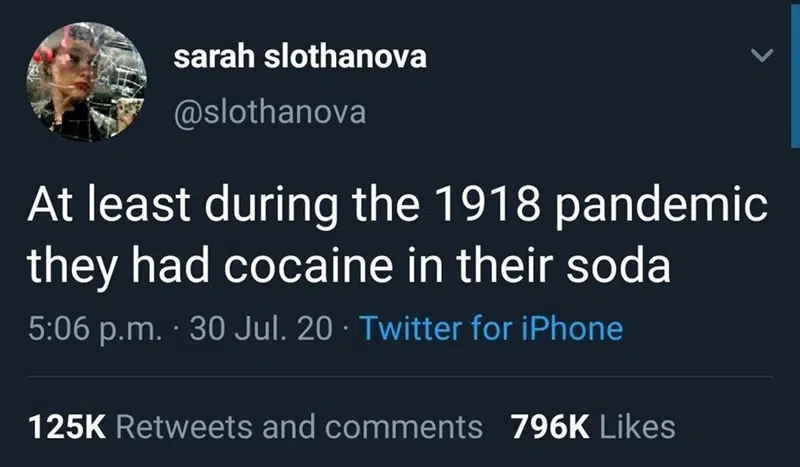 sarah slothanova
@slothanova
At least during the 1918 pandemic
they had cocaine in their soda
5:06 p.m. · 30 Jul. 20 · Twitter for iPhone
125K Retweets and comments 796K Likes